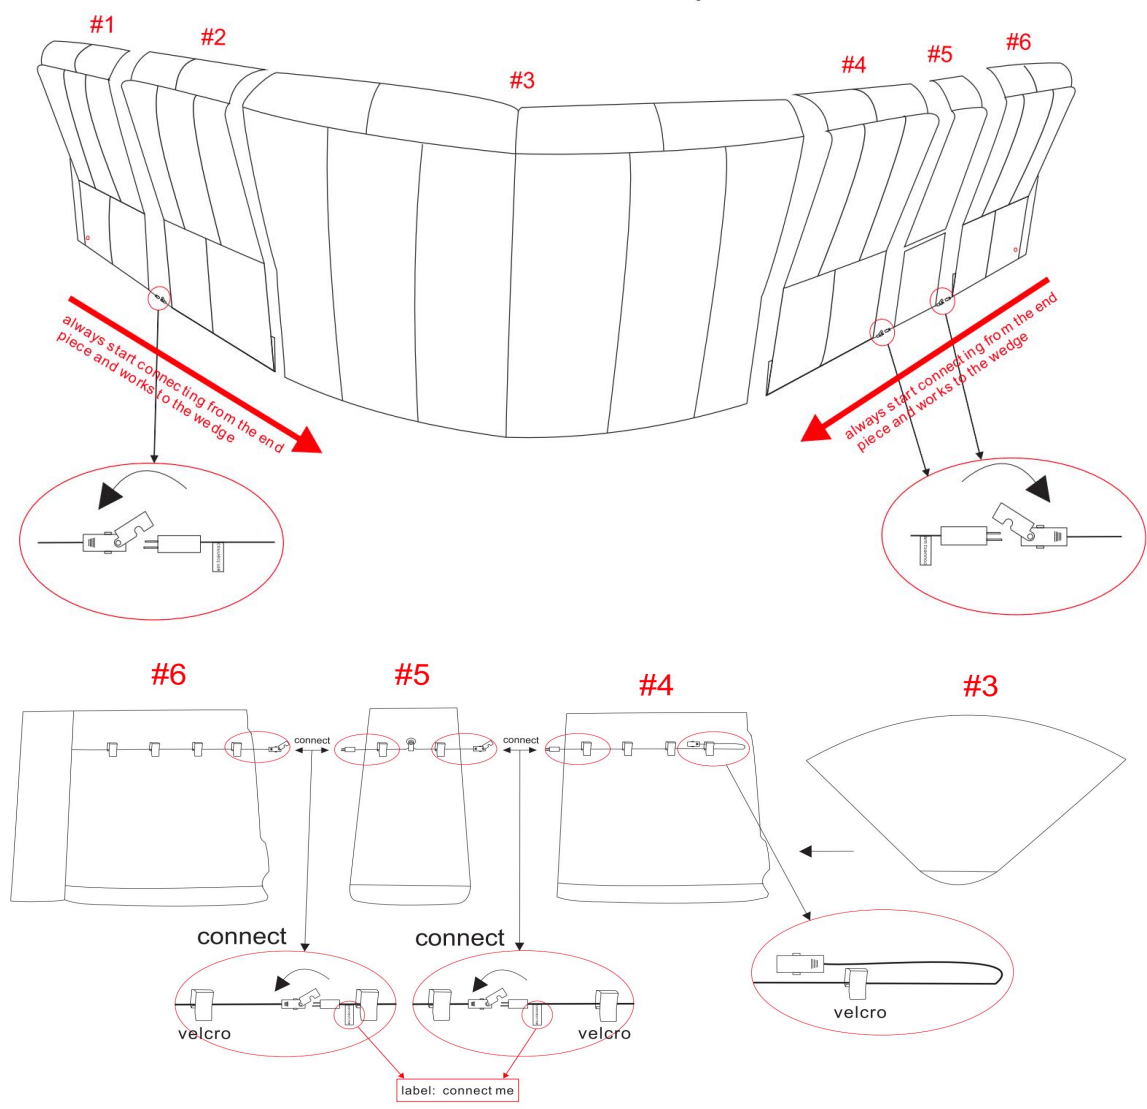 #1
#2
#3
#4
#5
#6
always start connecting from the end
piece and works to the wedge
always start connecting from the end
piece and works to the wedge
#6
#5
#4
#3
connect
connect
connect
connect
velcro
velcro
velcro
label: connect me